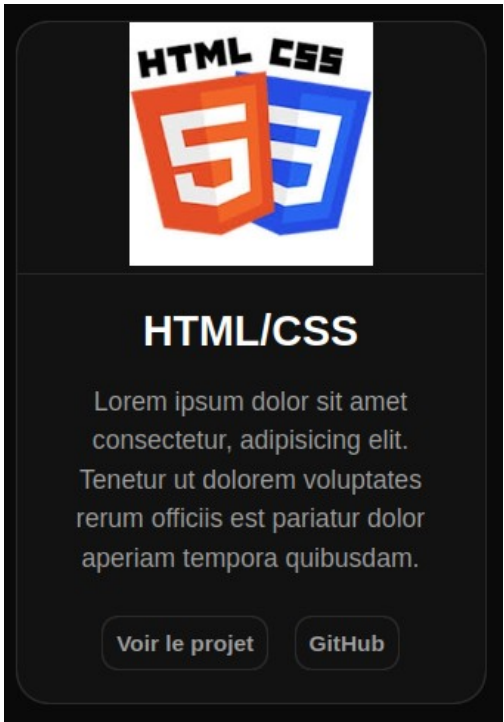 HTML CSS
5 3
HTML/CSS
Lorem ipsum dolor sit amet
consectetur, adipisicing elit.
Tenetur ut dolorem voluptates
rerum officiis est pariatur dolor
aperiam tempora quibusdam.
Voir le projet GitHub